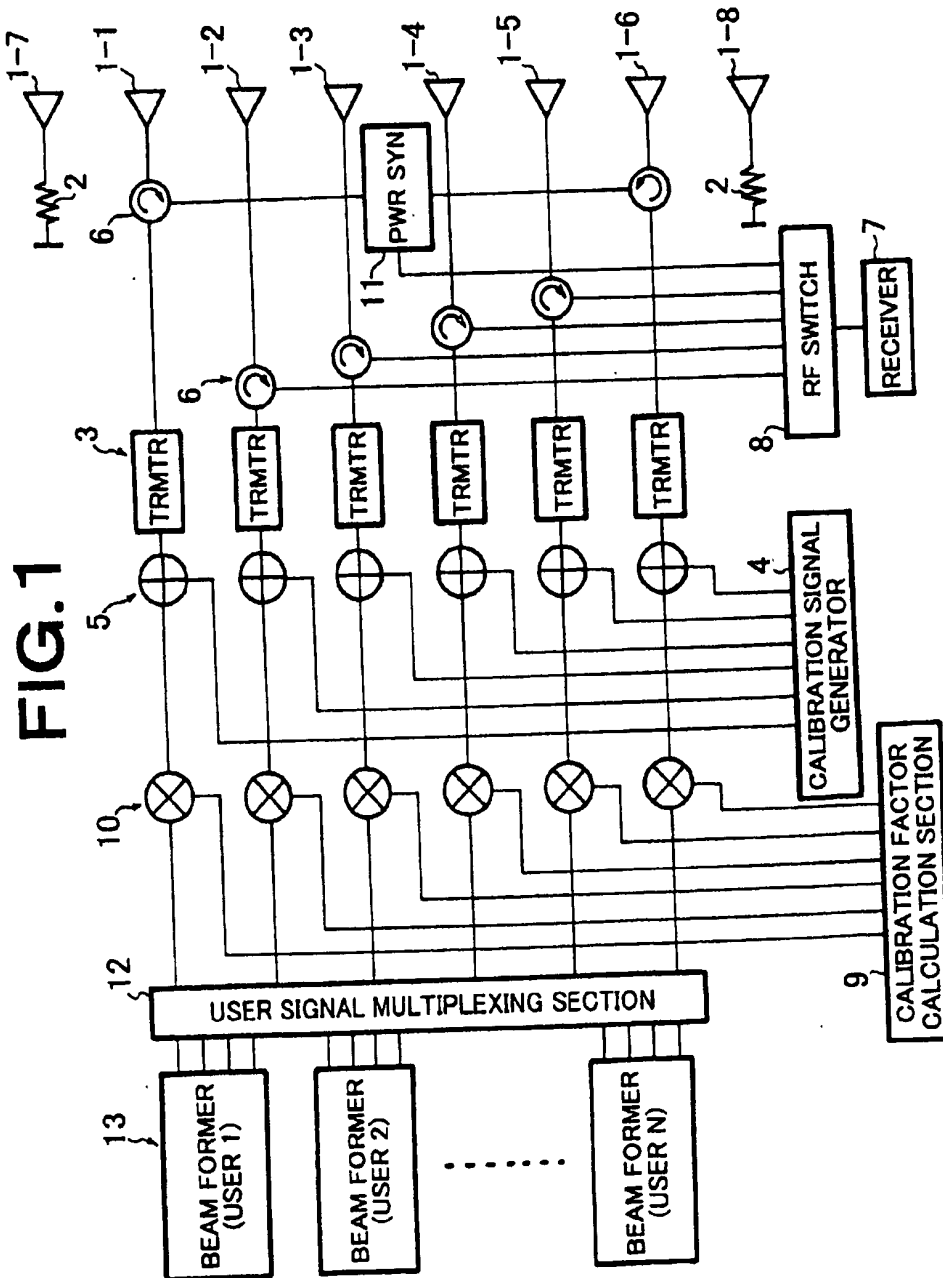 FIG.1
1-7
1-1
1-2
1-3
1-4
1-5
1-6
1-8
2
2
6
6
PWR SYN
11
3
TRMTR
TRMTR
TRMTR
TRMTR
TRMTR
TRMTR
RF SWITCH
8
RECEIVER
7
5
CALIBRATION SIGNAL
GENERATOR
4
10
CALIBRATION FACTOR
CALCULATION SECTION
9
12
USER SIGNAL MULTIPLEXING SECTION
13
BEAM FORMER
(USER 1)
BEAM FORMER
(USER 2)
BEAM FORMER
(USER N)